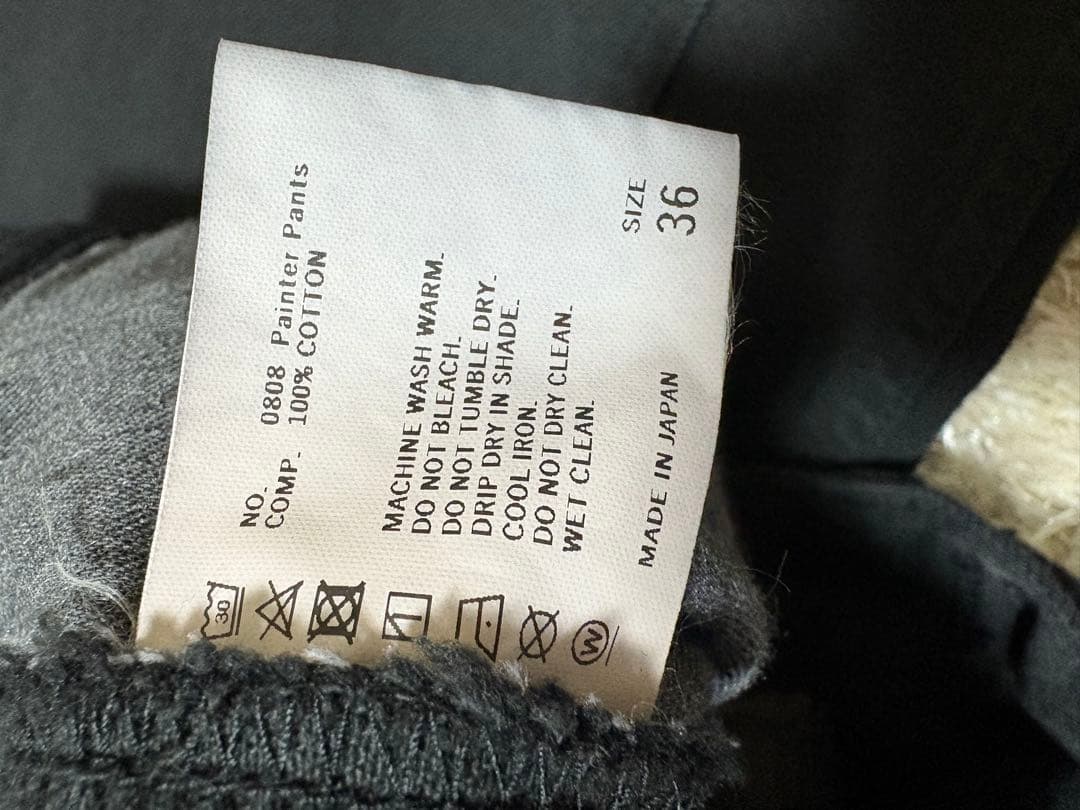 NO. 0808 Painter Pants
COMP. 100% COTTON
MACHINE WASH WARM.
DO NOT BLEACH.
DO NOT TUMBLE DRY.
DRIP DRY IN SHADE.
COOL IRON.
DO NOT DRY CLEAN.
WET CLEAN.
SIZE
36
MADE IN JAPAN
30
W